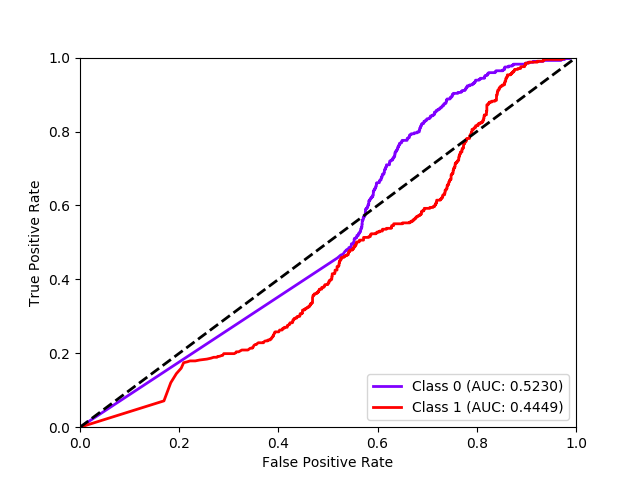 1.0
0.8
0.6
0.4
0.2
0.0
True Positive Rate
Class 0 (AUC: 0.5230)
Class 1 (AUC: 0.4449)
0.0 0.2 0.4 0.6 0.8 1.0
False Positive Rate